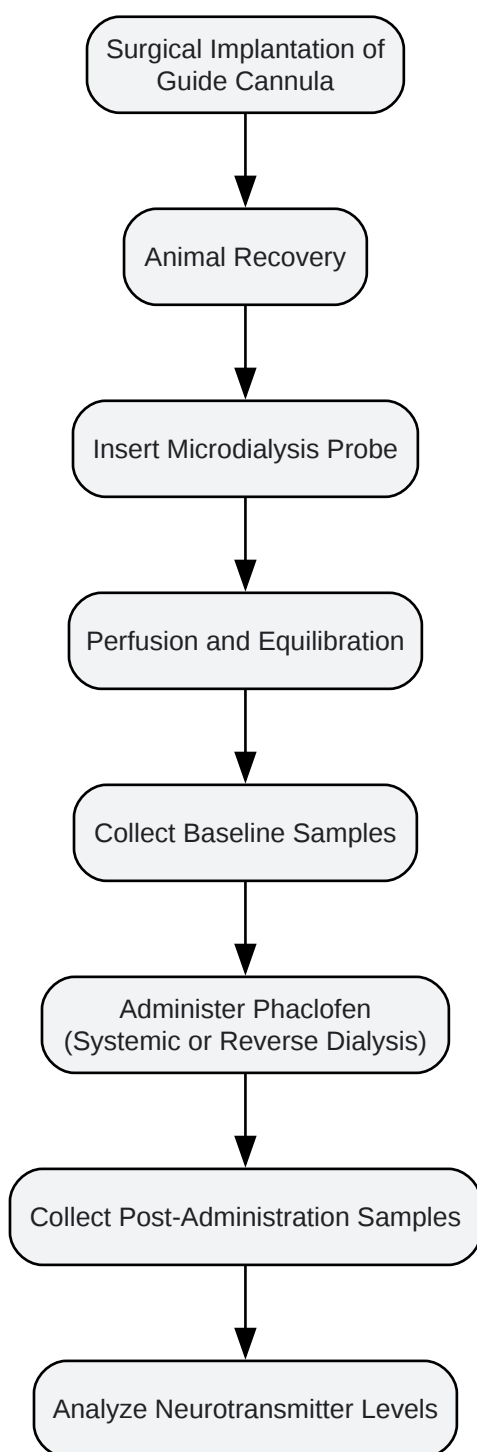 Surgical Implantation of
Guide Cannula
Animal Recovery
Insert Microdialysis Probe
Perfusion and Equilibration
Collect Baseline Samples
Administer Phaclofen
(Systemic or Reverse Dialysis)
Collect Post-Administration Samples
Analyze Neurotransmitter Levels